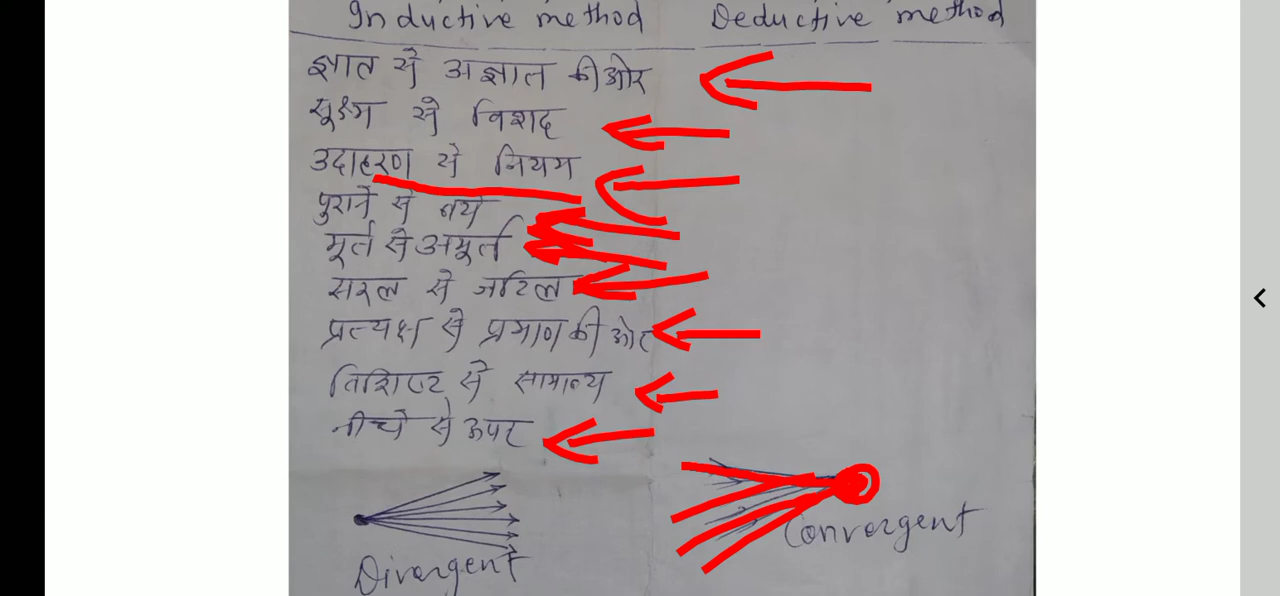 Inductive method Deductive method
ज्ञात से अज्ञात की ओर
सूक्ष्म से विशद
उदाहरण से नियम
पुराने से नये
मूर्त से अमूर्त
सरल से जटिल
प्रत्यक्ष से प्रमाण की ओर
विशिष्ट से सामान्य
नीचे से ऊपर
Divergent
Convergent